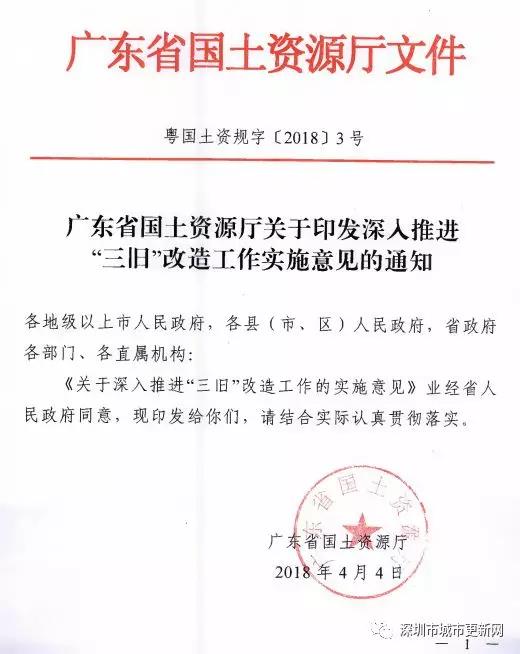 广东省国土资源厅文件
粤国土资规字〔2018〕3号
广东省国土资源厅关于印发深入推进
“三旧”改造工作实施意见的通知
各地级以上市人民政府，各县（市、区）人民政府，省政府
各部门、各直属机构：
《关于深入推进“三旧”改造工作的实施意见》业经省人
民政府同意，现印发给你们，请结合实际认真贯彻落实。
广东省国土资源厅
广东省国土资源厅
2018年4月4日
深圳市城市更新网
— 1 —